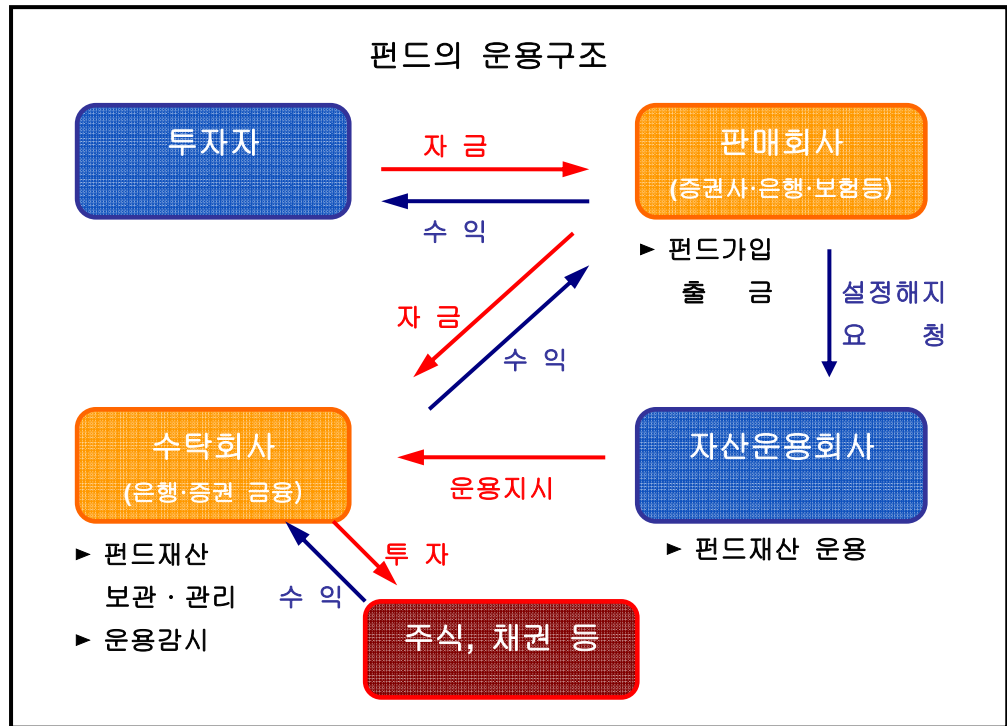 펀드의 운용구조
투자자
자 금
수 익
판매회사
(증권사·은행·보험등)
► 펀드가입
출 금
설정해지
요 청
자 금
수 익
수탁회사
(은행·증권 금융)
운용지시
자산운용회사
► 펀드재산
보관 · 관리
► 운용감시
투 자
수 익
► 펀드재산 운용
주식, 채권 등